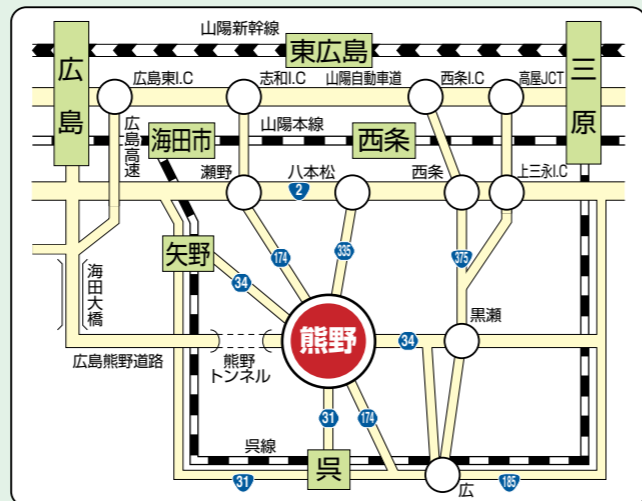 山陽新幹線
広島
東広島
三原
広島東I.C
志和I.C
山陽自動車道
西条I.C
高屋JCT
広島高速
海田市
山陽本線
西条
瀬野
八本松
西条
上三永I.C
2
矢野
174
335
375
34
海田大橋
熊野
黒瀬
34
広島熊野道路
熊野
トンネル
31
174
呉線
呉
31
広
185